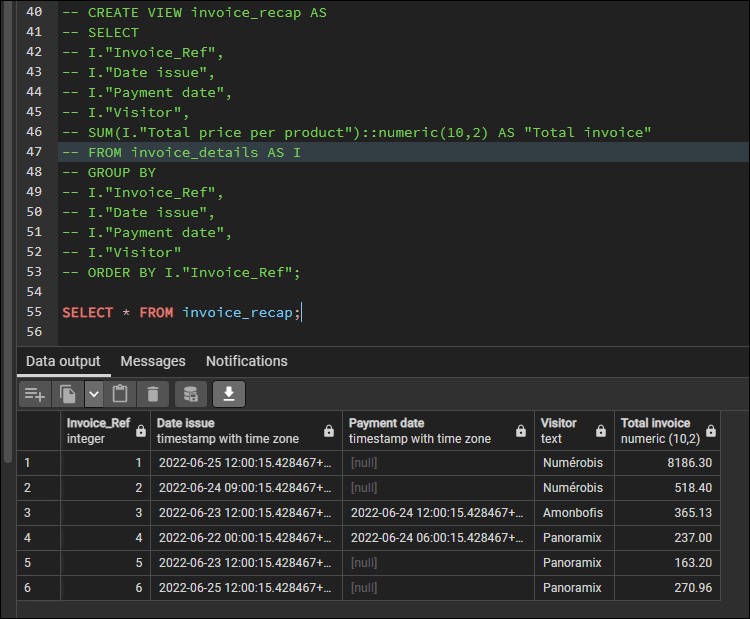 40 -- CREATE VIEW invoice_recap AS
41 -- SELECT
42 -- I."Invoice_Ref",
43 -- I."Date issue",
44 -- I."Payment date",
45 -- I."Visitor",
46 -- SUM(I."Total price per product")::numeric(10,2) AS "Total invoice"
47 -- FROM invoice_details AS I
48 -- GROUP BY
49 -- I."Invoice_Ref",
50 -- I."Date issue",
51 -- I."Payment date",
52 -- I."Visitor"
53 -- ORDER BY I."Invoice_Ref";
54
55 SELECT * FROM invoice_recap;
56
Data output Messages Notifications
Invoice_Ref Date issue Payment date Visitor Total invoice
integer timestamp with time zone timestamp with time zone text numeric (10,2)
1 1 2022-06-25 12:00:15.428467+... [null] Numérobis 8186.30
2 2 2022-06-24 09:00:15.428467+... [null] Numérobis 518.40
3 3 2022-06-23 12:00:15.428467+... 2022-06-24 12:00:15.428467+... Amonbofis 365.13
4 4 2022-06-22 00:00:15.428467+... 2022-06-24 06:00:15.428467+... Panoramix 237.00
5 5 2022-06-23 12:00:15.428467+... [null] Panoramix 163.20
6 6 2022-06-25 12:00:15.428467+... [null] Panoramix 270.96